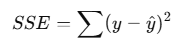 SSE = ∑(y − ŷ)²